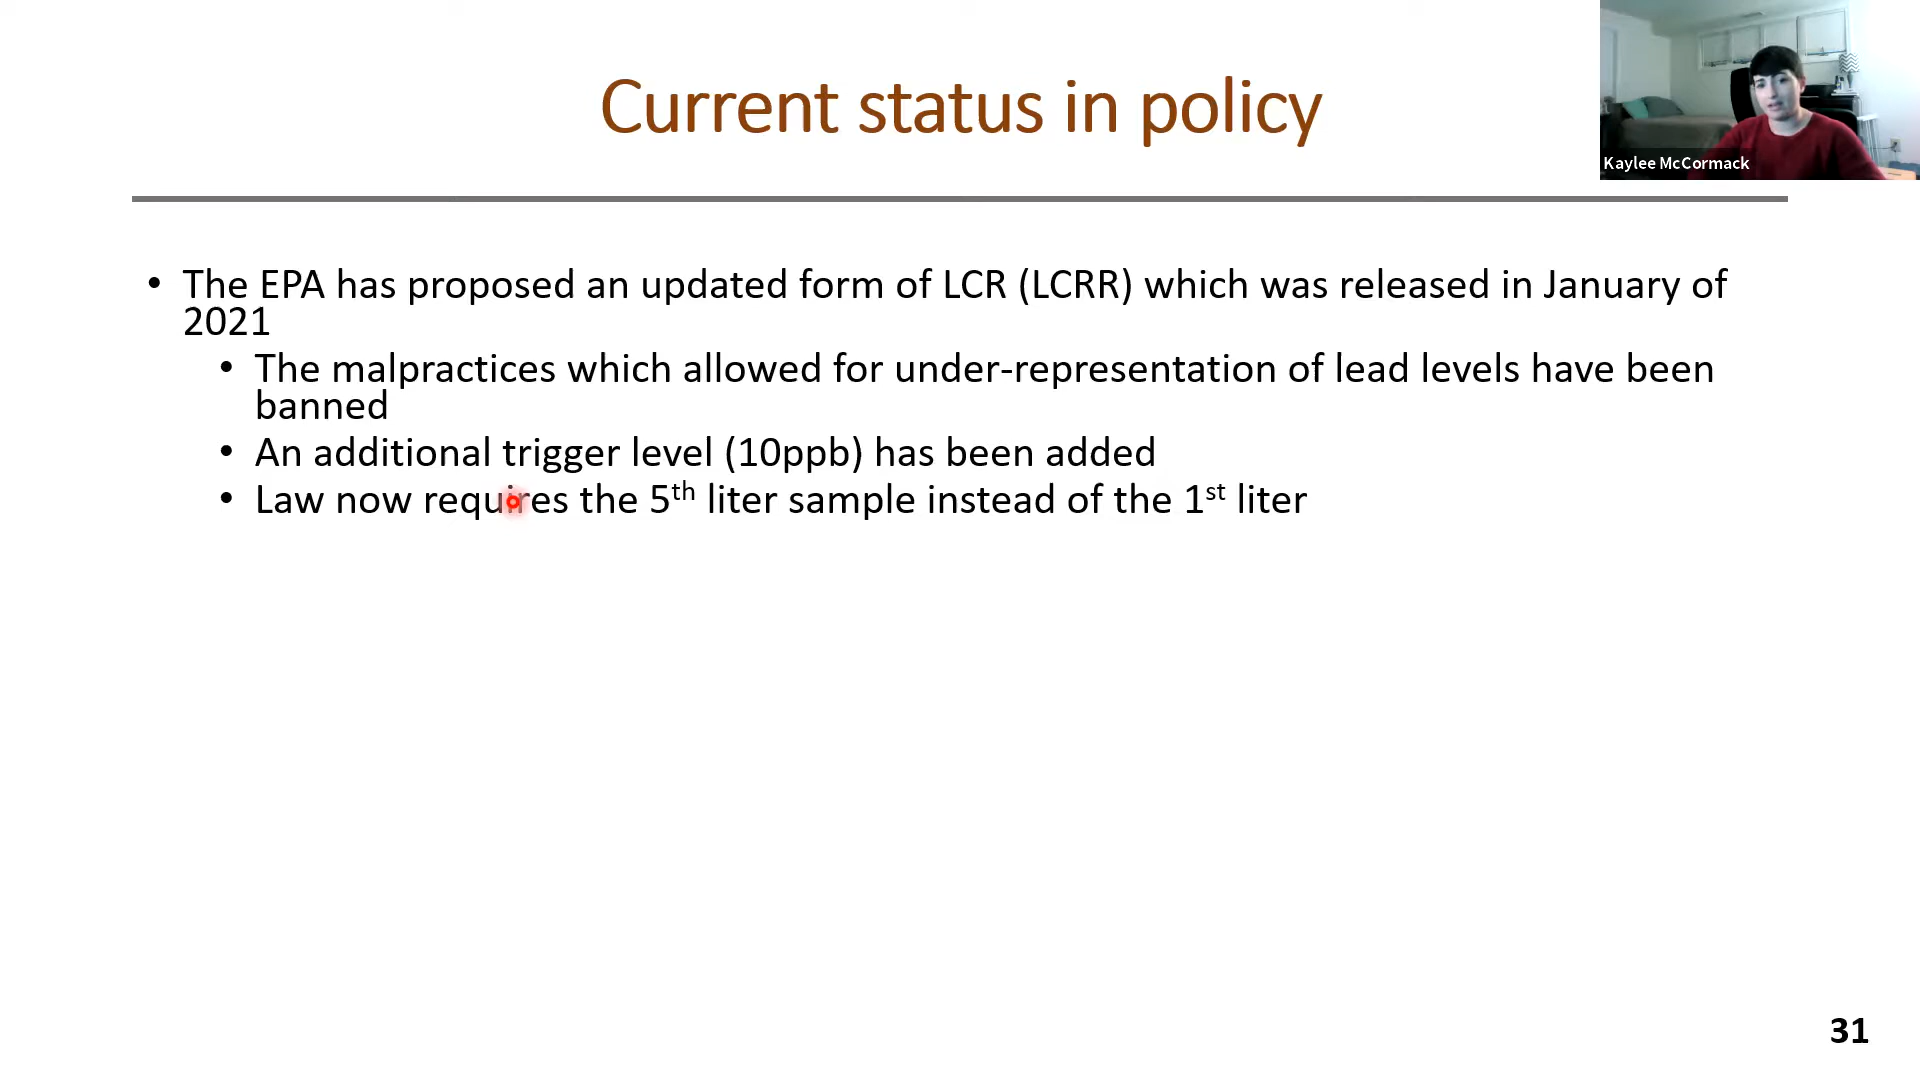 Current status in policy
Kaylee McCormack
• The EPA has proposed an updated form of LCR (LCRR) which was released in January of
2021
• The malpractices which allowed for under-representation of lead levels have been
banned
• An additional trigger level (10ppb) has been added
• Law now requires the 5th liter sample instead of the 1st liter
31